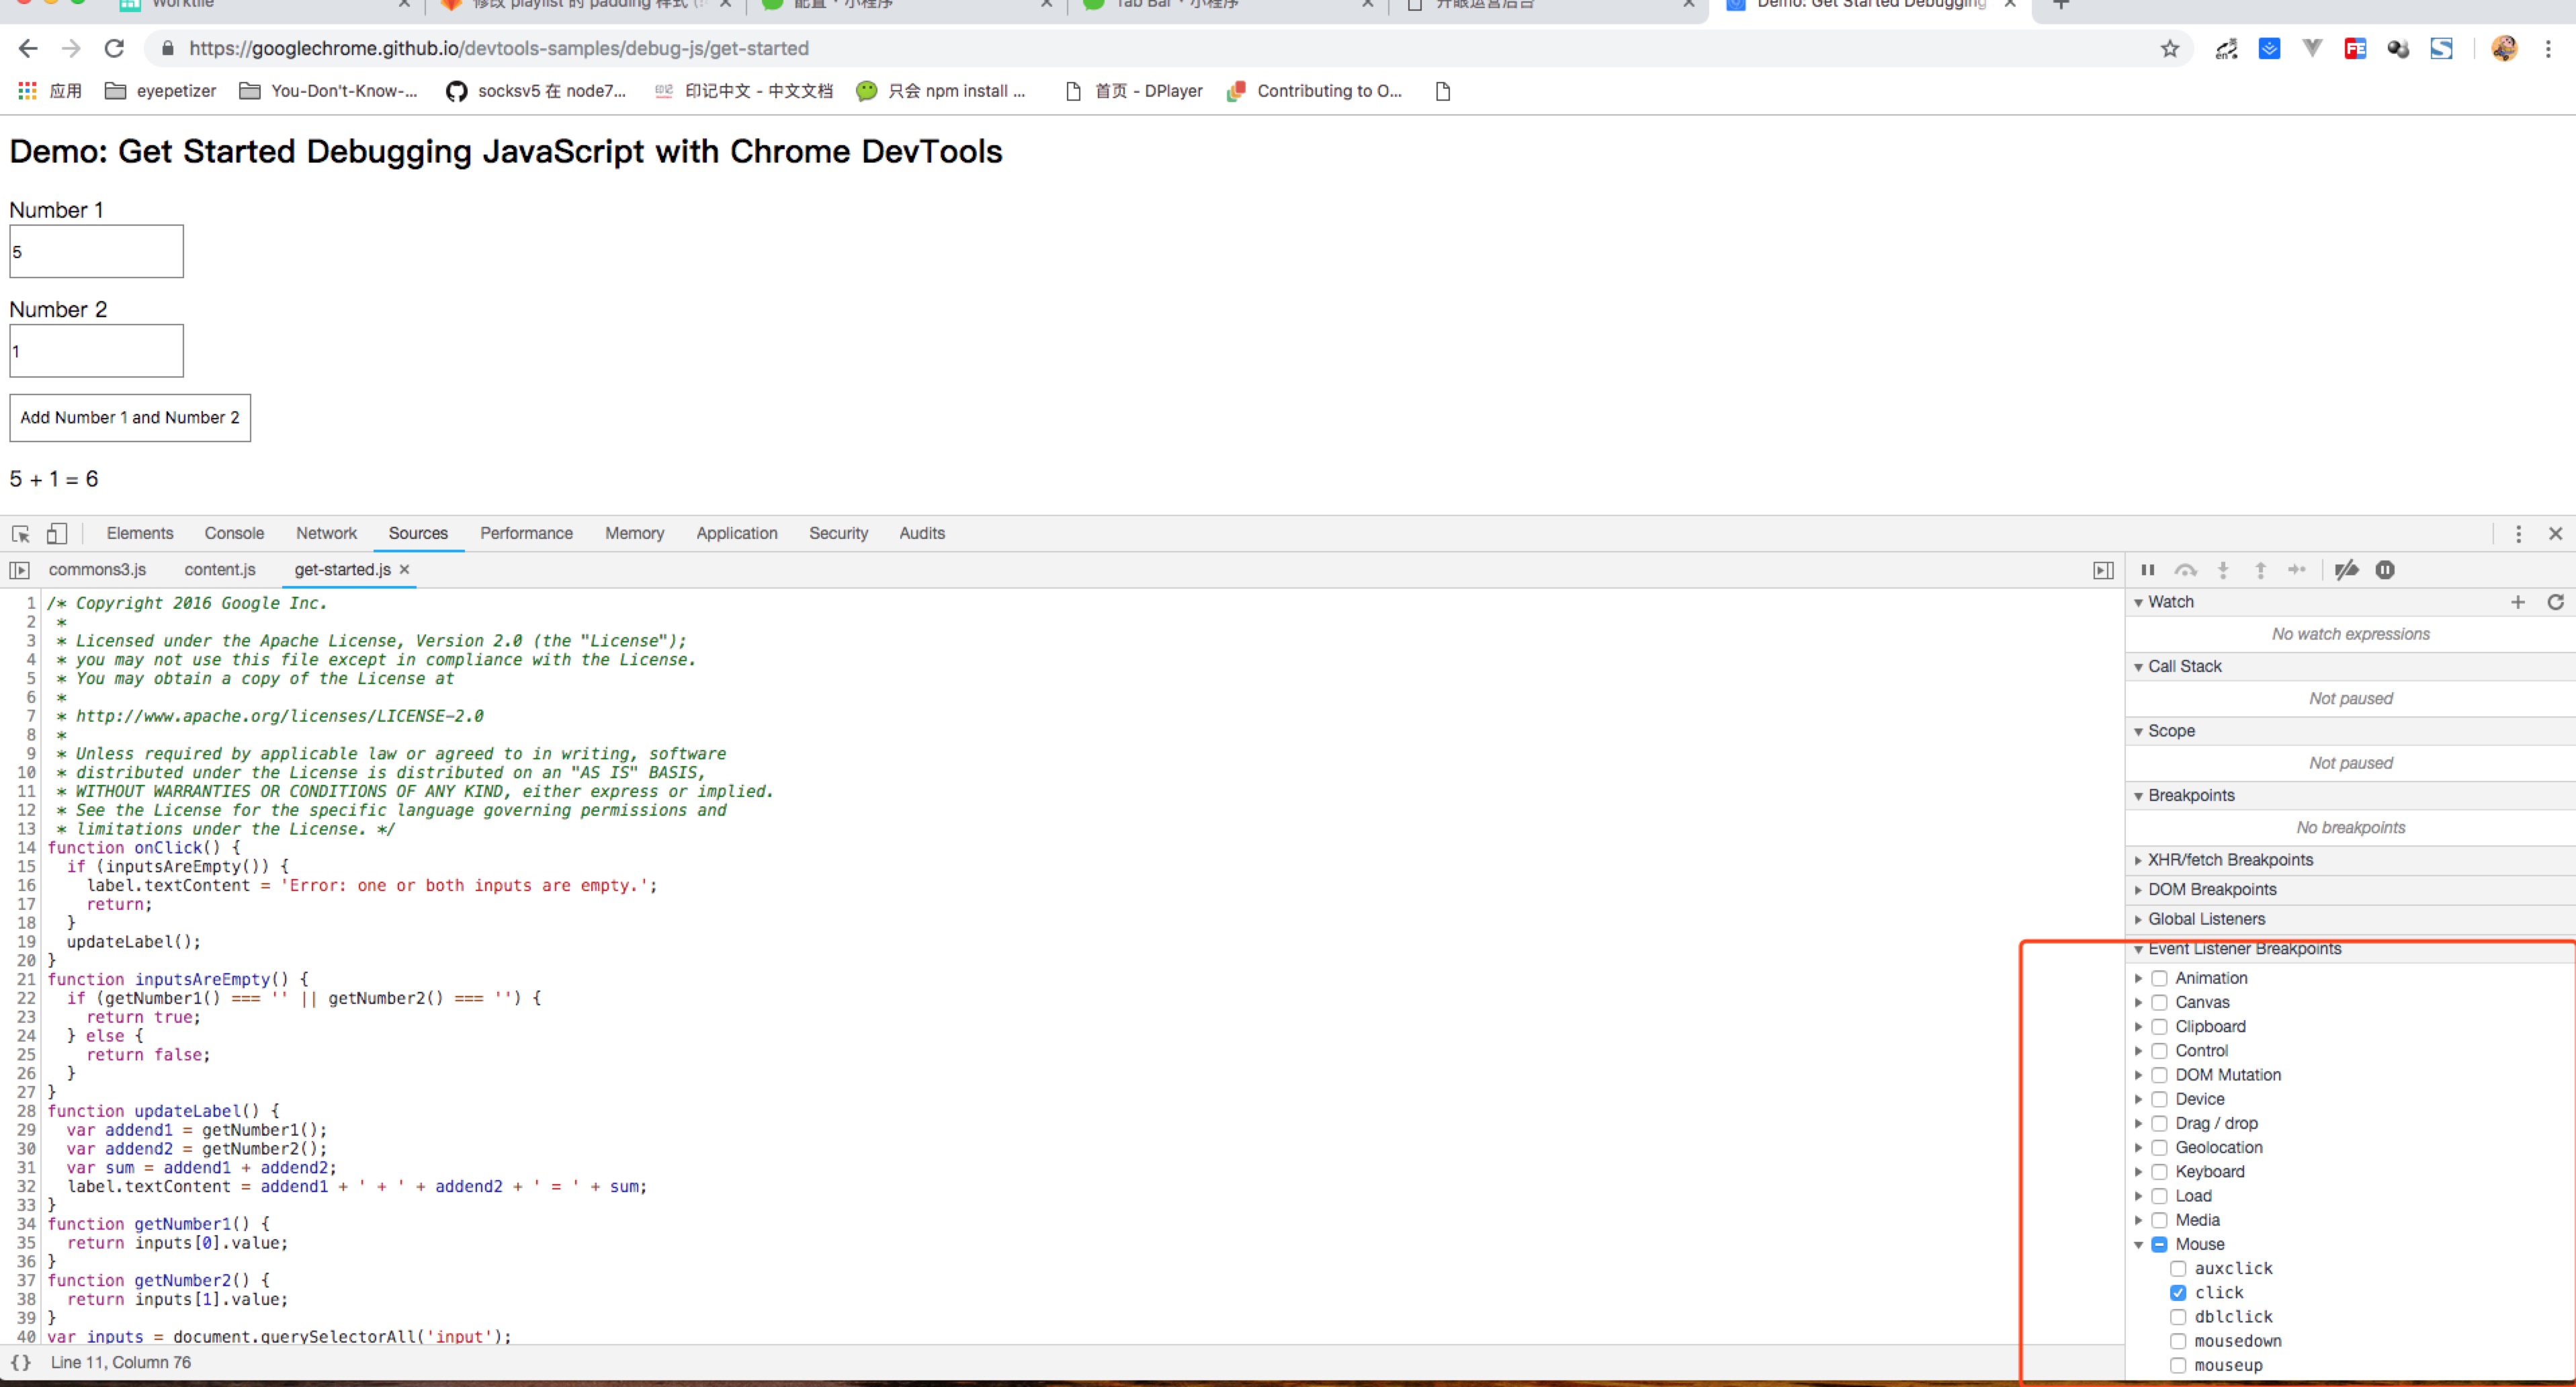 Worktile
修改 playlist 的 padding 样式
配置 · 小程序
Tab Bar · 小程序
开眼运营后台
Demo: Get Started Debugging
https://googlechrome.github.io/devtools-samples/debug-js/get-started
应用
eyepetizer
You-Don't-Know-...
socksv5 在 node7...
印记中文 - 中文文档
只会 npm install ...
首页 - DPlayer
Contributing to O...
Demo: Get Started Debugging JavaScript with Chrome DevTools
Number 1
5
Number 2
1
Add Number 1 and Number 2
5 + 1 = 6
Elements Console Network Sources Performance Memory Application Security Audits
commons3.js content.js get-started.js
1 /* Copyright 2016 Google Inc.
2 *
3 * Licensed under the Apache License, Version 2.0 (the "License");
4 * you may not use this file except in compliance with the License.
5 * You may obtain a copy of the License at
6 *
7 * http://www.apache.org/licenses/LICENSE-2.0
8 *
9 * Unless required by applicable law or agreed to in writing, software
10 * distributed under the License is distributed on an "AS IS" BASIS,
11 * WITHOUT WARRANTIES OR CONDITIONS OF ANY KIND, either express or implied.
12 * See the License for the specific language governing permissions and
13 * limitations under the License. */
14 function onClick() {
15 if (inputsAreEmpty()) {
16 label.textContent = 'Error: one or both inputs are empty.';
17 return;
18 }
19 updateLabel();
20 }
21 function inputsAreEmpty() {
22 if (getNumber1() === '' || getNumber2() === '') {
23 return true;
24 } else {
25 return false;
26 }
27 }
28 function updateLabel() {
29 var addend1 = getNumber1();
30 var addend2 = getNumber2();
31 var sum = addend1 + addend2;
32 label.textContent = addend1 + ' + ' + addend2 + ' = ' + sum;
33 }
34 function getNumber1() {
35 return inputs[0].value;
36 }
37 function getNumber2() {
38 return inputs[1].value;
39 }
40 var inputs = document.querySelectorAll('input');
{} Line 11, Column 76
Watch
No watch expressions
Call Stack
Not paused
Scope
Not paused
Breakpoints
No breakpoints
XHR/fetch Breakpoints
DOM Breakpoints
Global Listeners
Event Listener Breakpoints
Animation
Canvas
Clipboard
Control
DOM Mutation
Device
Drag / drop
Geolocation
Keyboard
Load
Media
Mouse
auxclick
click
dblclick
mousedown
mouseup